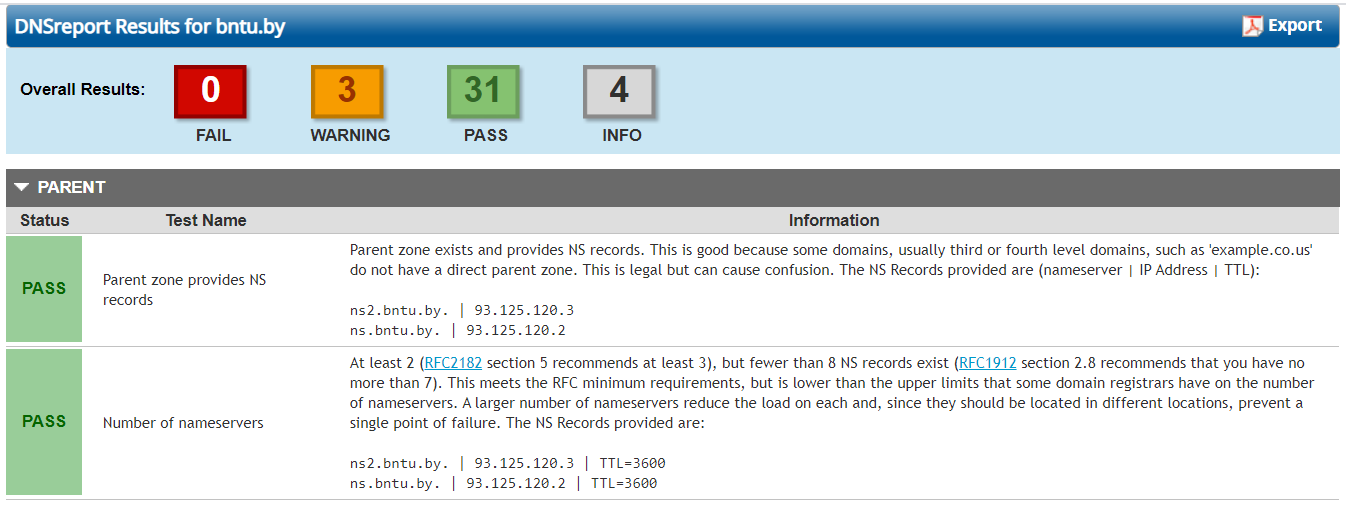 DNSreport Results for bntu.by
Export
Overall Results:
0
3
31
4
FAIL
WARNING
PASS
INFO
PARENT
Status Test Name Information
PASS
Parent zone provides NS
records
Parent zone exists and provides NS records. This is good because some domains, usually third or fourth level domains, such as 'example.co.us'
do not have a direct parent zone. This is legal but can cause confusion. The NS Records provided are (nameserver | IP Address | TTL):
ns2.bntu.by. | 93.125.120.3
ns.bntu.by. | 93.125.120.2
PASS
Number of nameservers
At least 2 (RFC2182 section 5 recommends at least 3), but fewer than 8 NS records exist (RFC1912 section 2.8 recommends that you have no
more than 7). This meets the RFC minimum requirements, but is lower than the upper limits that some domain registrars have on the number
of nameservers. A larger number of nameservers reduce the load on each and, since they should be located in different locations, prevent a
single point of failure. The NS Records provided are:
ns2.bntu.by. | 93.125.120.3 | TTL=3600
ns.bntu.by. | 93.125.120.2 | TTL=3600